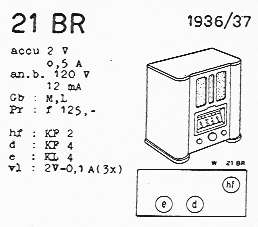 21 BR 1936/37
accu 2 V
0,5 A
an.b. 120 V
12 mA
Gb : M,L
Pr : f 125,-
hf : KF 2
d : KF 4
e : KL 4
vl : 2V-0,1A(3x)
W 21 BR
hf
e d